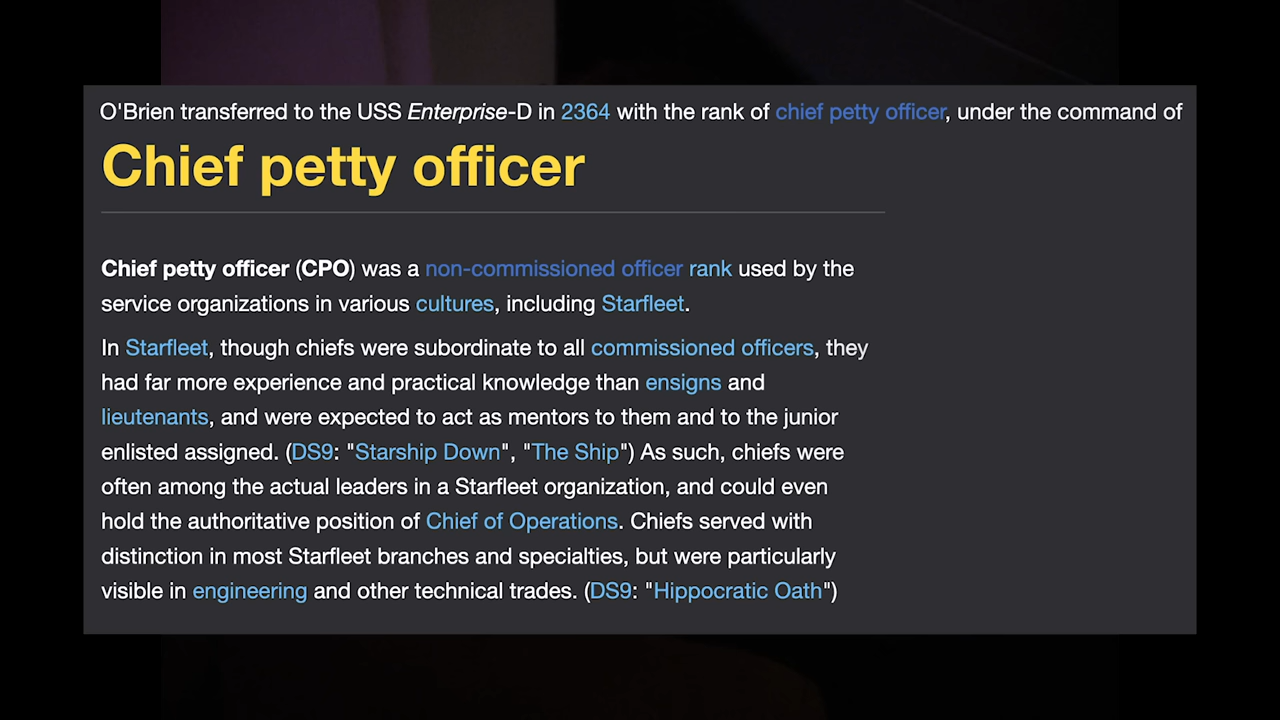 O'Brien transferred to the USS Enterprise-D in 2364 with the rank of chief petty officer, under the command of
Chief petty officer
Chief petty officer (CPO) was a non-commissioned officer rank used by the
service organizations in various cultures, including Starfleet.
In Starfleet, though chiefs were subordinate to all commissioned officers, they
had far more experience and practical knowledge than ensigns and
lieutenants, and were expected to act as mentors to them and to the junior
enlisted assigned. (DS9: "Starship Down", "The Ship") As such, chiefs were
often among the actual leaders in a Starfleet organization, and could even
hold the authoritative position of Chief of Operations. Chiefs served with
distinction in most Starfleet branches and specialties, but were particularly
visible in engineering and other technical trades. (DS9: "Hippocratic Oath")